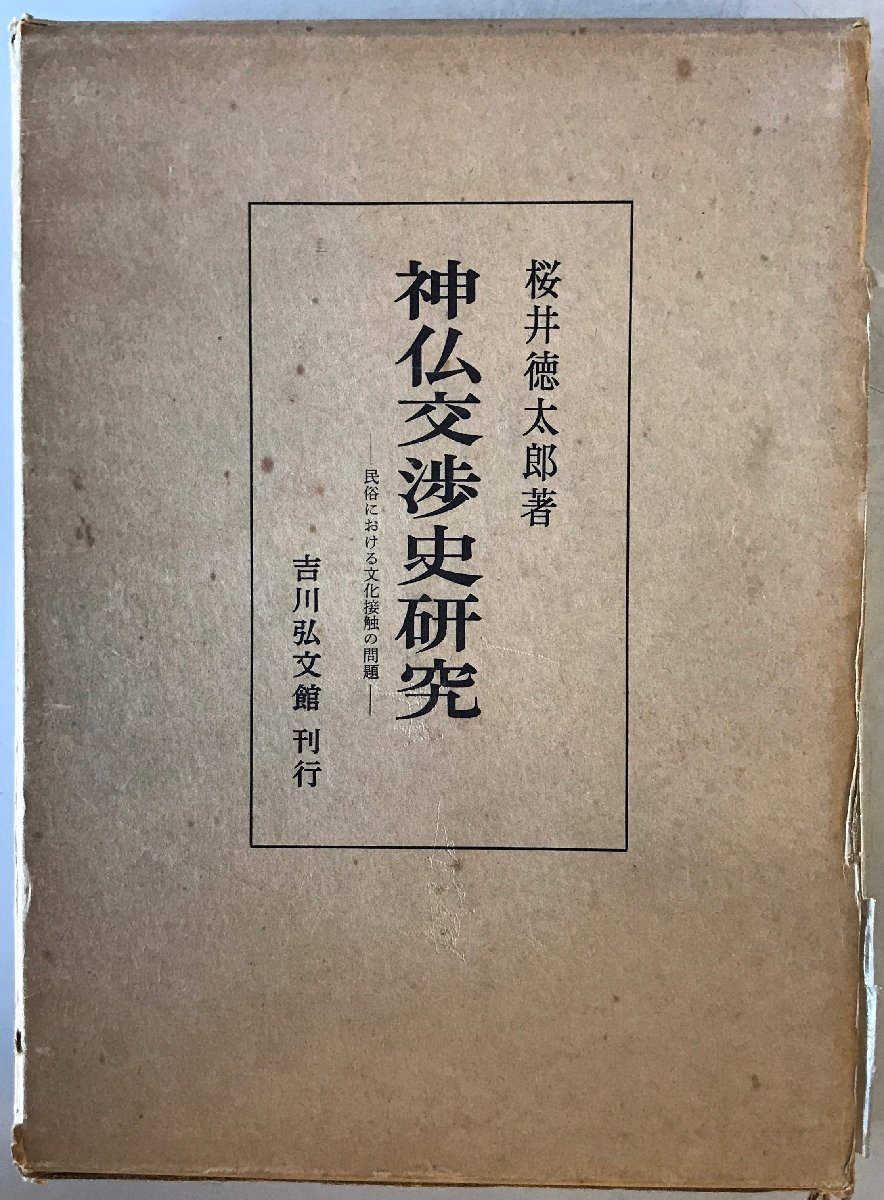 桜井徳太郎著
神仏交渉史研究
――民俗における文化接触の問題――
吉川弘文館 刊行